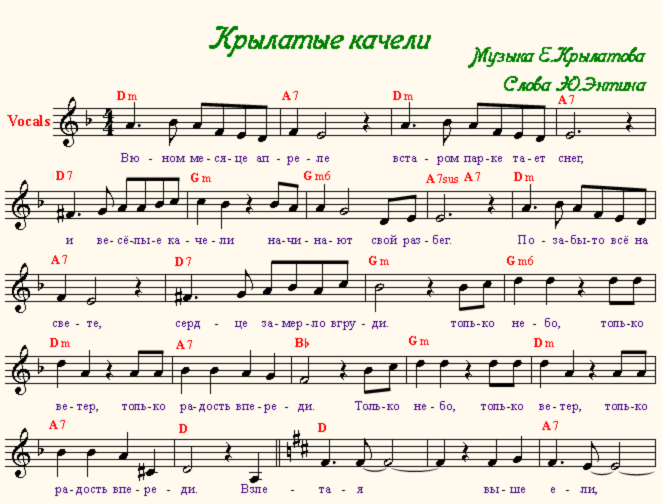 Крылатые качели
Музыка Е.Крылатова
Слова Ю.Энтина
Dm A7 Dm A7
Vocals
4 4
Вю - ном ме-ся-це ап - ре - ле вста - ром пар-ке та-ет снег,
D7 Gm Gm6 A7sus A7 Dm
и ве-сё-лы-е ка-че-ли на-чи-на-ют свой раз-бег. По-за-бы-то всё на
A7 D7 Gm Gm6
све-те, серд - це за-мер-ло вгру-ди. толь-ко не-бо, толь-ко
Dm A7 B♭ Gm Dm
ве-тер, толь-ко ра-дость впе-ре-ди. Толь-ко не-бо, толь-ко ве-тер, толь-ко
A7 D D A7
ра-дость впе-ре-ди. Взле - та - я вы - ше е - ли,